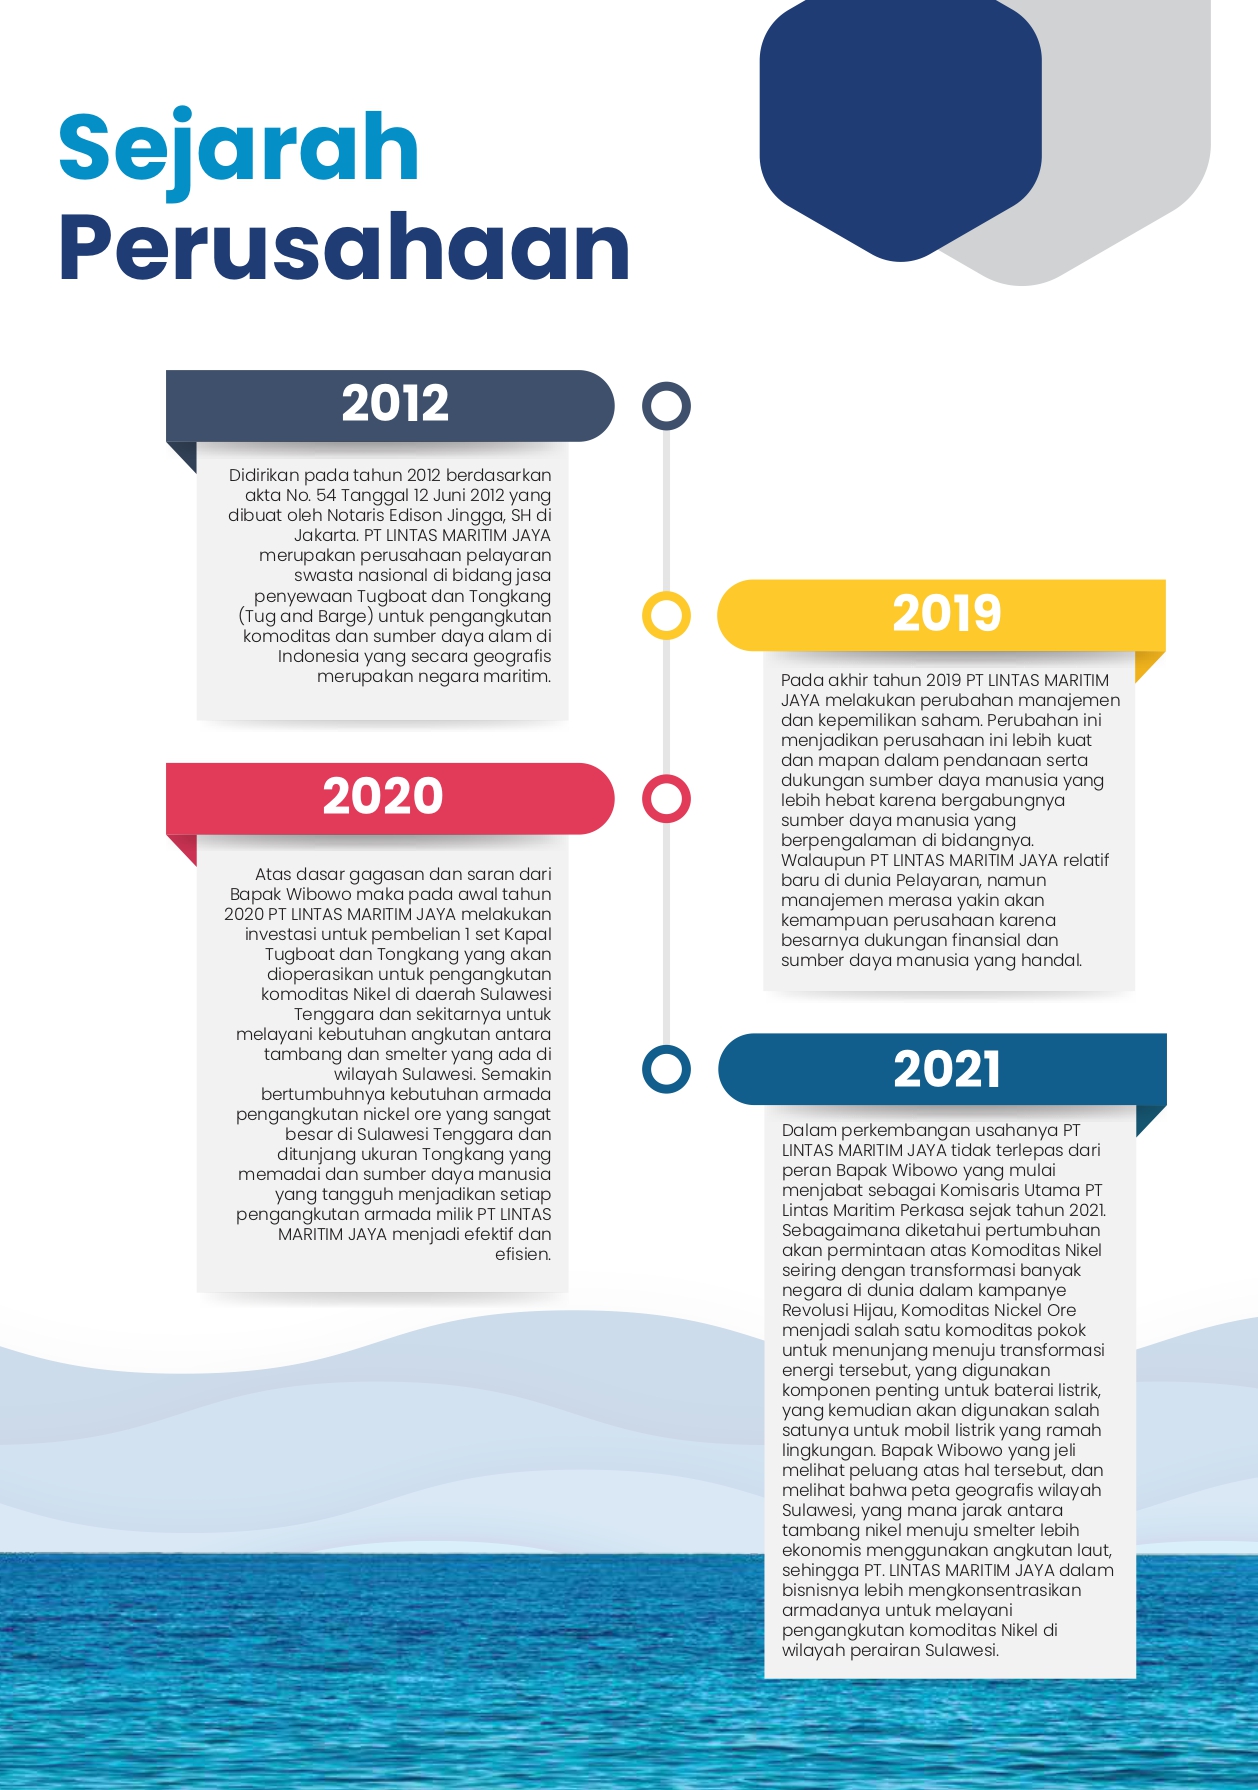 Sejarah
Perusahaan
2012
Didirikan pada tahun 2012 berdasarkan
akta No. 54 Tanggal 12 Juni 2012 yang
dibuat oleh Notaris Edison Jingga, SH di
Jakarta. PT LINTAS MARITIM JAYA
merupakan perusahaan pelayaran
swasta nasional di bidang jasa
penyewaan Tugboat dan Tongkang
(Tug and Barge) untuk pengangkutan
komoditas dan sumber daya alam di
Indonesia yang secara geografis
merupakan negara maritim.
2019
Pada akhir tahun 2019 PT LINTAS MARITIM
JAYA melakukan perubahan manajemen
dan kepemilikan saham. Perubahan ini
menjadikan perusahaan ini lebih kuat
dan mapan dalam pendanaan serta
dukungan sumber daya manusia yang
lebih hebat karena bergabungnya
sumber daya manusia yang
berpengalaman di bidangnya.
Walaupun PT LINTAS MARITIM JAYA relatif
baru di dunia Pelayaran, namun
manajemen merasa yakin akan
kemampuan perusahaan karena
besarnya dukungan finansial dan
sumber daya manusia yang handal.
2020
Atas dasar gagasan dan saran dari
Bapak Wibowo maka pada awal tahun
2020 PT LINTAS MARITIM JAYA melakukan
investasi untuk pembelian 1 set Kapal
Tugboat dan Tongkang yang akan
dioperasikan untuk pengangkutan
komoditas Nikel di daerah Sulawesi
Tenggara dan sekitarnya untuk
melayani kebutuhan angkutan antara
tambang dan smelter yang ada di
wilayah Sulawesi. Semakin
bertumbuhnya kebutuhan armada
pengangkutan nickel ore yang sangat
besar di Sulawesi Tenggara dan
ditunjang ukuran Tongkang yang
memadai dan sumber daya manusia
yang tangguh menjadikan setiap
pengangkutan armada milik PT LINTAS
MARITIM JAYA menjadi efektif dan
efisien.
2021
Dalam perkembangan usahanya PT
LINTAS MARITIM JAYA tidak terlepas dari
peran Bapak Wibowo yang mulai
menjabat sebagai Komisaris Utama PT
Lintas Maritim Perkasa sejak tahun 2021.
Sebagaimana diketahui pertumbuhan
akan permintaan atas Komoditas Nikel
seiring dengan transformasi banyak
negara di dunia dalam kampanye
Revolusi Hijau, Komoditas Nickel Ore
menjadi salah satu komoditas pokok
untuk menunjang menuju transformasi
energi tersebut, yang digunakan
komponen penting untuk baterai listrik,
yang kemudian akan digunakan salah
satunya untuk mobil listrik yang ramah
lingkungan. Bapak Wibowo yang jeli
melihat peluang atas hal tersebut, dan
melihat bahwa peta geografis wilayah
Sulawesi, yang mana jarak antara
tambang nikel menuju smelter lebih
ekonomis menggunakan angkutan laut,
sehingga PT. LINTAS MARITIM JAYA dalam
bisnisnya lebih mengkonsentrasikan
armadanya untuk melayani
pengangkutan komoditas Nikel di
wilayah perairan Sulawesi.